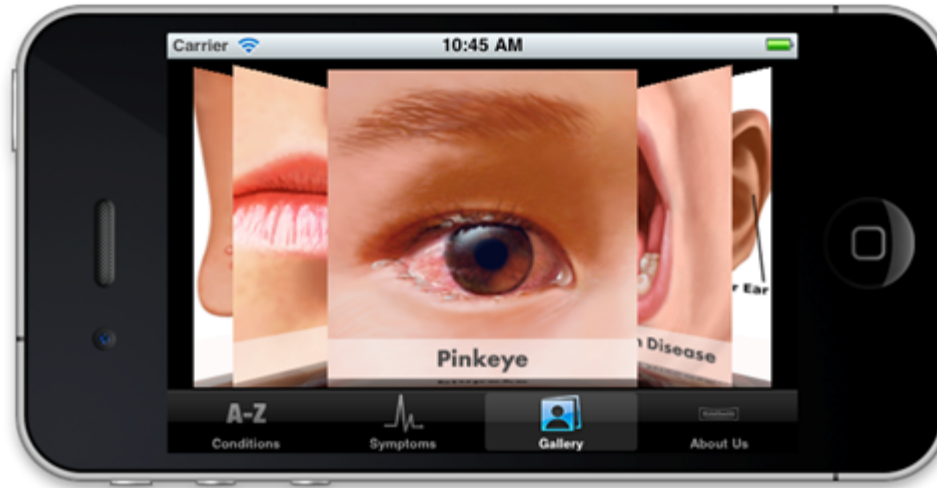 Carrier
10:45 AM
r Ear
n Disease
Pinkeye
A-Z
Conditions
Symptoms
Gallery
About Us